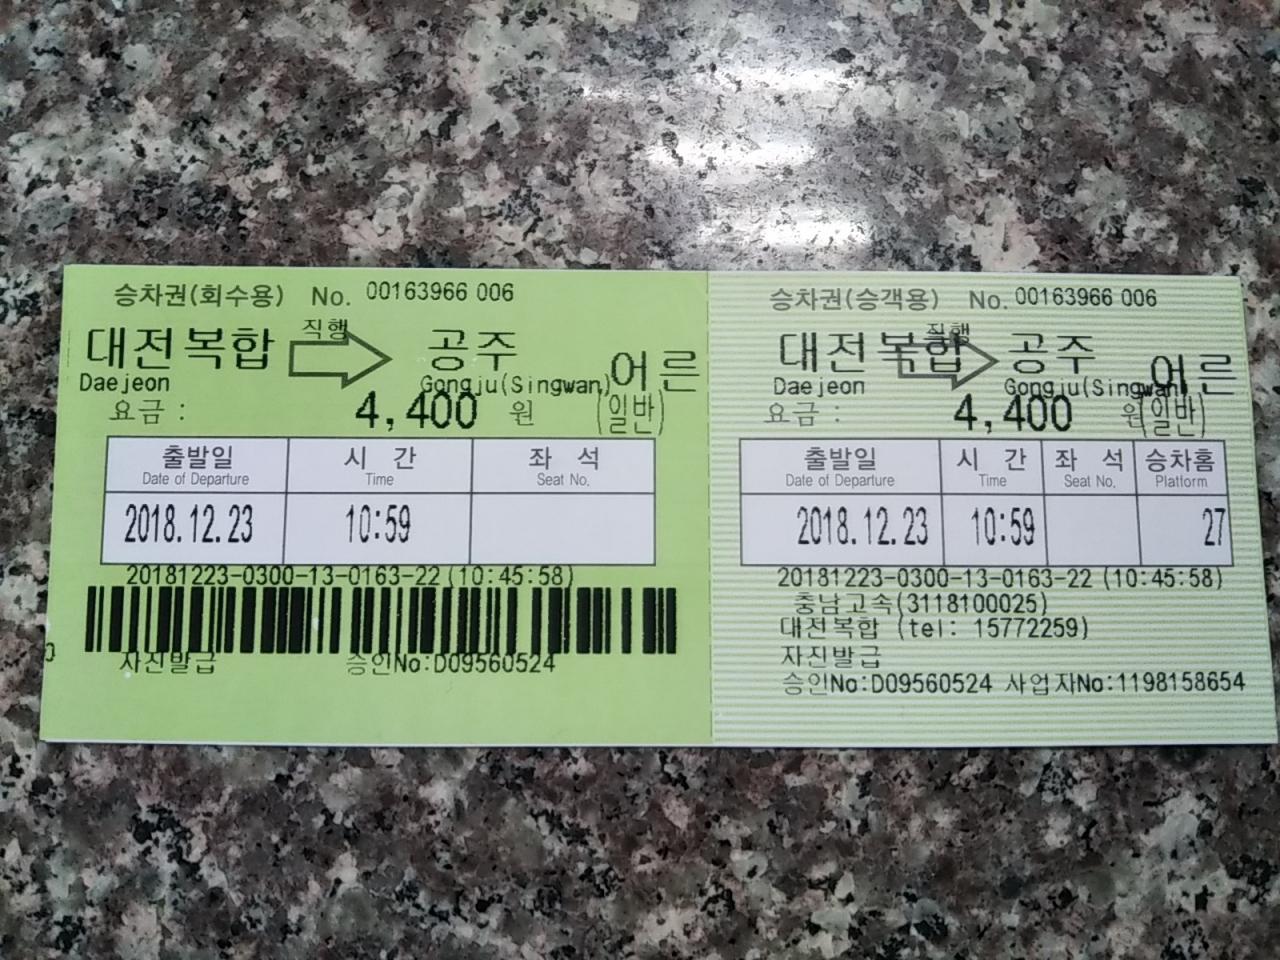 승차권(회수용) No. 00163966 006
직행
대전복합 공주 어른
Daejeon Gongju(Singwan)
요금 : 4,400 원 (일반)
출발일 시 간 좌 석
Date of Departure Time Seat No.
2018.12.23 10:59
20181223-0300-13-0163-22 (10:45:58)
자진발급 승인No:D09560524
승차권(승객용) No. 00163966 006
직행
대전복합 공주 어른
Daejeon Gongju(Singwan)
요금 : 4,400 원 (일반)
출발일 시 간 좌 석 승차홈
Date of Departure Time Seat No. Platform
2018.12.23 10:59 27
20181223-0300-13-0163-22 (10:45:58)
충남고속(3118100025)
대전복합 (tel: 15772259)
자진발급
승인No:D09560524 사업자No:1198158654